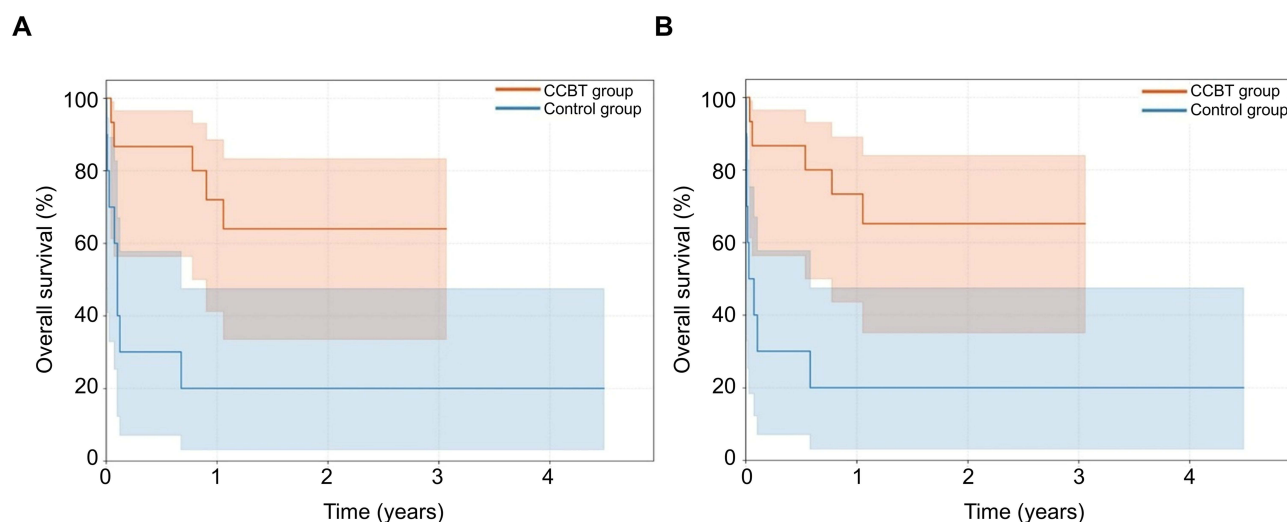 A
Overall survival (%)
100
80
60
40
20
0
0 1 2 3 4
Time (years)
CCBT group
Control group
B
Overall survival (%)
100
80
60
40
20
0
0 1 2 3 4
Time (years)
CCBT group
Control group